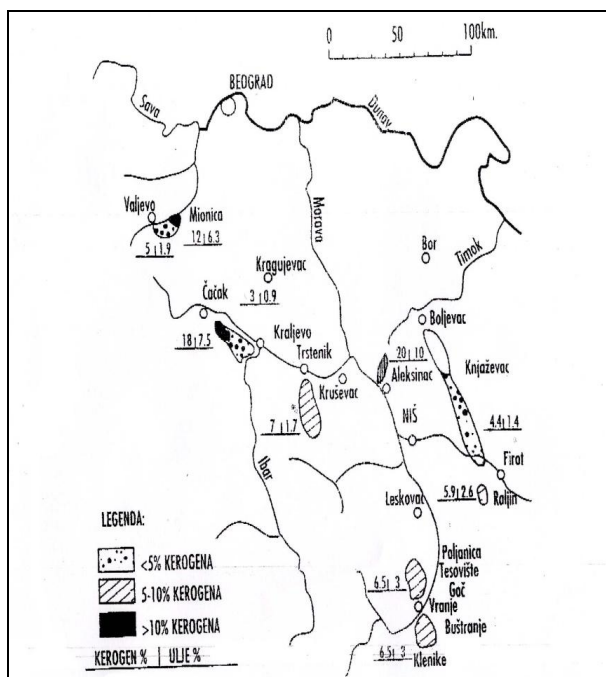 0 50 100km.
BEOGRAD
Sava
Dunav
Valjevo
Mionica
12 | 6.3
5 | 1.9
Morava
Bor
Timok
Kragujevac
3 | 0.9
Čačak
Boljevac
Kraljevo
18 | 7.5
Trstenik
20 | 10
Aleksinac
Knjaževac
Kruševac
7 | 1.7
NIŠ
4.4 | 1.4
Firot
Ibar
5.9 | 2.6
Raljin
Leskovac
LEGENDA:
<5% KEROGENA
5-10% KEROGENA
>10% KEROGENA
KEROGEN % | ULJE %
Poljanica
Tesovište
Goč
6.5 | 3
Vranje
Buštranje
6.5 | 3
Klenike